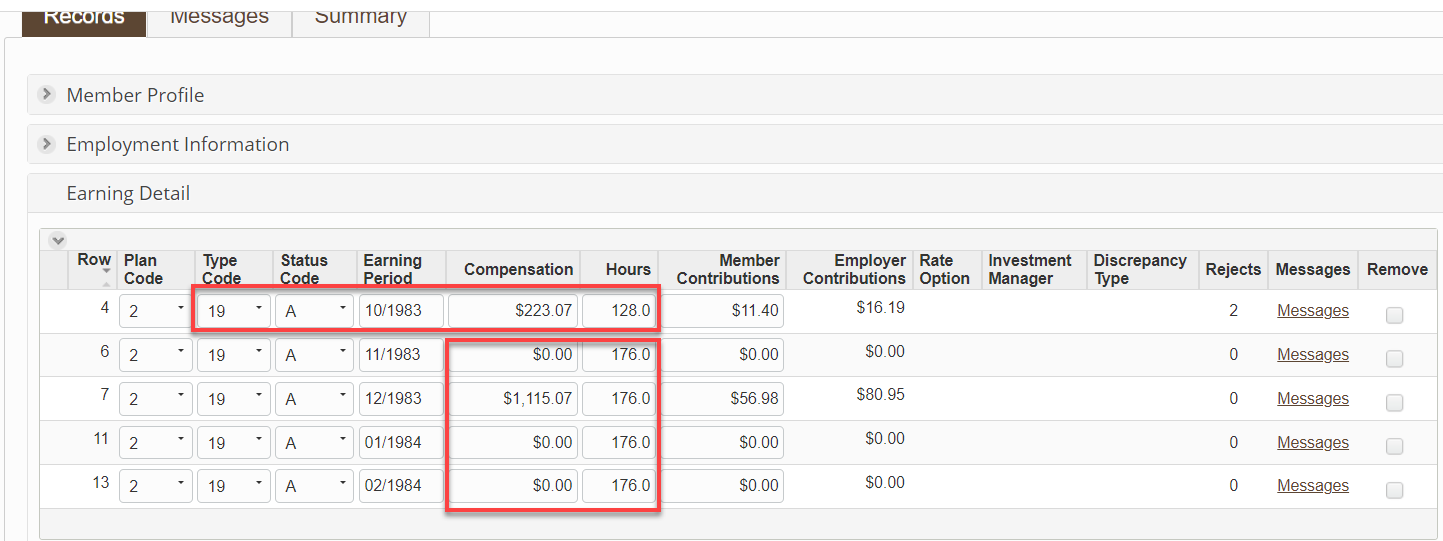 Records Messages Summary
Member Profile
Employment Information
Earning Detail
Row Plan Code Type Code Status Code Earning Period Compensation Hours Member Contributions Employer Contributions Rate Option Investment Manager Discrepancy Type Rejects Messages Remove
4 2 19 A 10/1983 $223.07 128.0 $11.40 $16.19 2 Messages
6 2 19 A 11/1983 $0.00 176.0 $0.00 $0.00 0 Messages
7 2 19 A 12/1983 $1,115.07 176.0 $56.98 $80.95 0 Messages
11 2 19 A 01/1984 $0.00 176.0 $0.00 $0.00 0 Messages
13 2 19 A 02/1984 $0.00 176.0 $0.00 $0.00 0 Messages